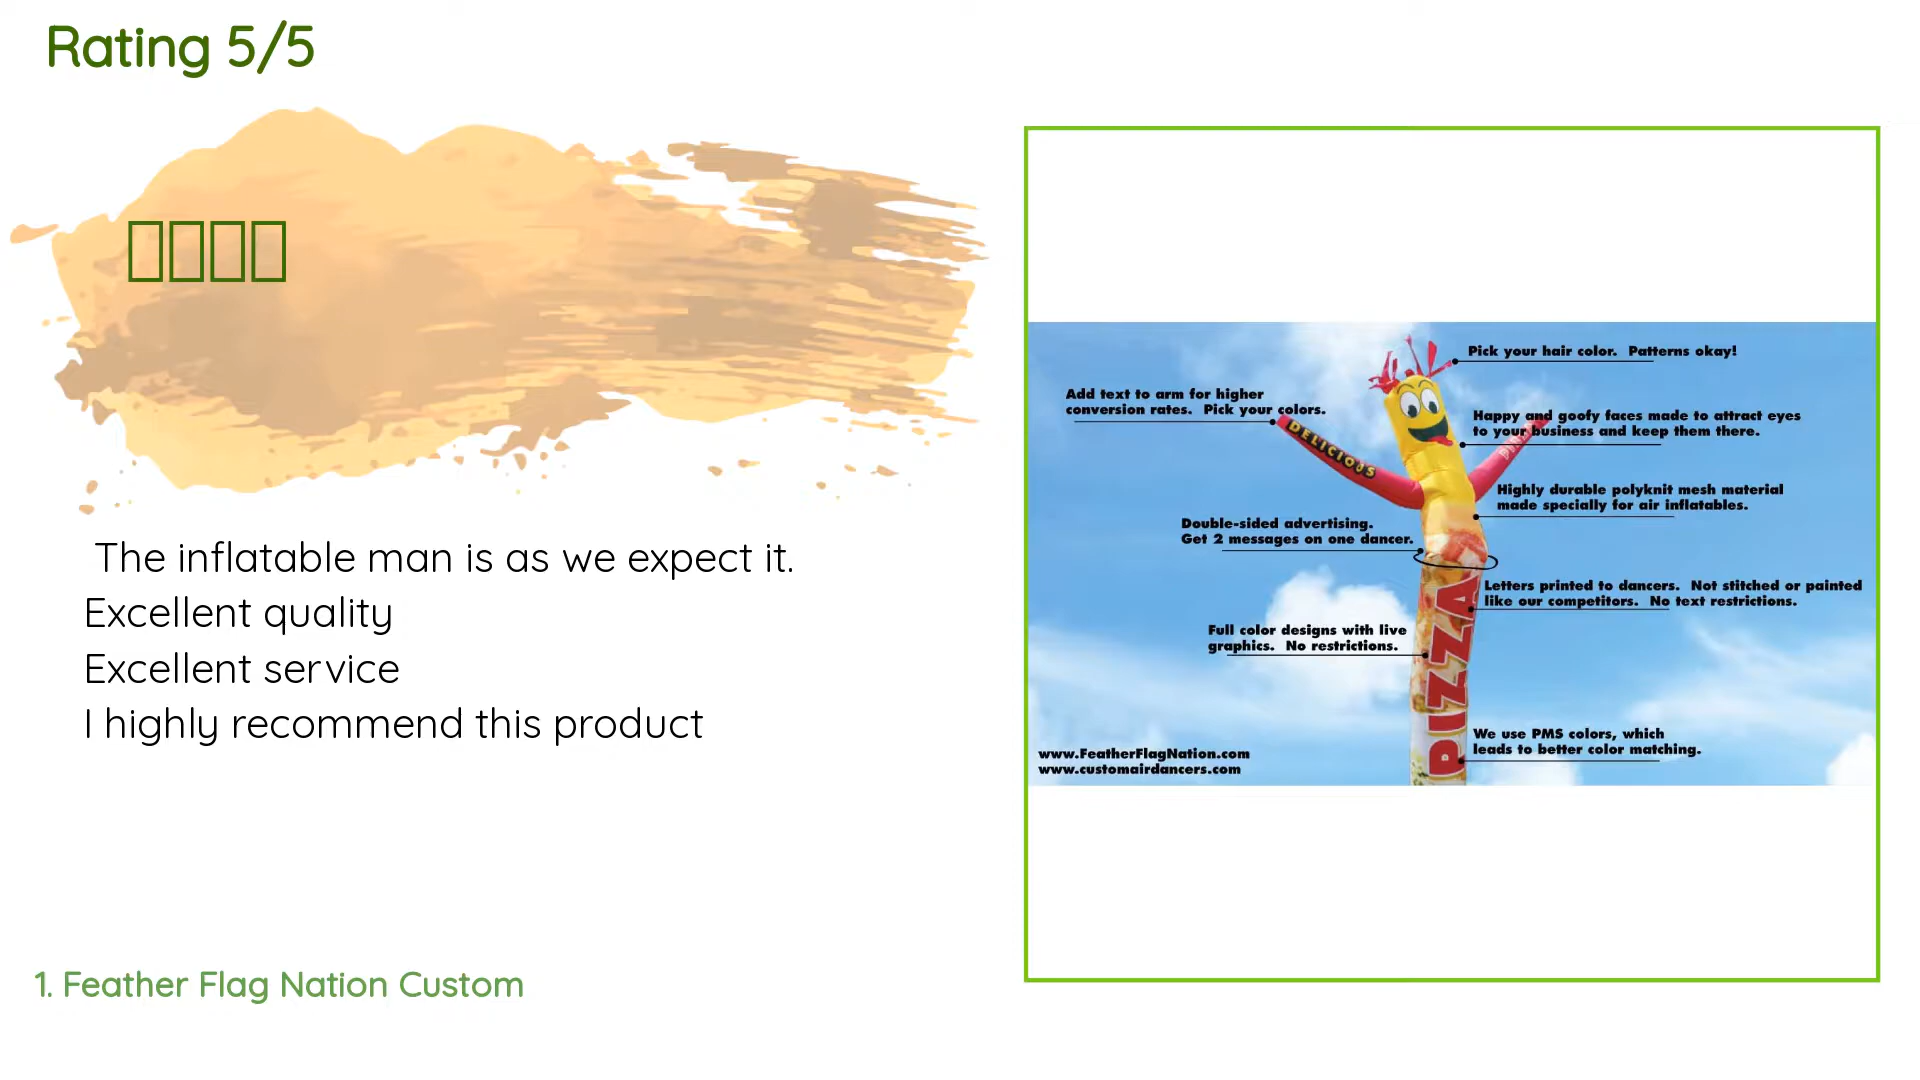 Rating 5/5
The inflatable man is as we expect it.
Excellent quality
Excellent service
I highly recommend this product
1. Feather Flag Nation Custom
Pick your hair color. Patterns okay!
Add text to arm for higher
conversion rates. Pick your colors.
Happy and goofy faces made to attract eyes
to your business and keep them there.
DELICIOUS
Highly durable polyknit mesh material
made specially for air inflatables.
Double-sided advertising.
Get 2 messages on one dancer.
Letters printed to dancers. Not stitched or painted
like our competitors. No text restrictions.
Full color designs with live
graphics. No restrictions.
PIZZA
We use PMS colors, which
leads to better color matching.
www.FeatherFlagNation.com
www.customairdancers.com